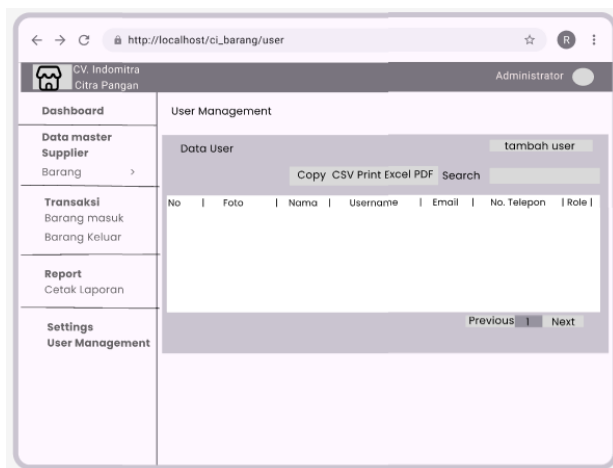 http://localhost/ci_barang/user
R
CV. Indomitra
Citra Pangan
Administrator
Dashboard
Data master
Supplier
Barang >
Transaksi
Barang masuk
Barang Keluar
Report
Cetak Laporan
Settings
User Management
User Management
Data User
tambah user
Copy CSV Print Excel PDF Search
No | Foto | Nama | Username | Email | No. Telepon | Role |
Previous 1 Next